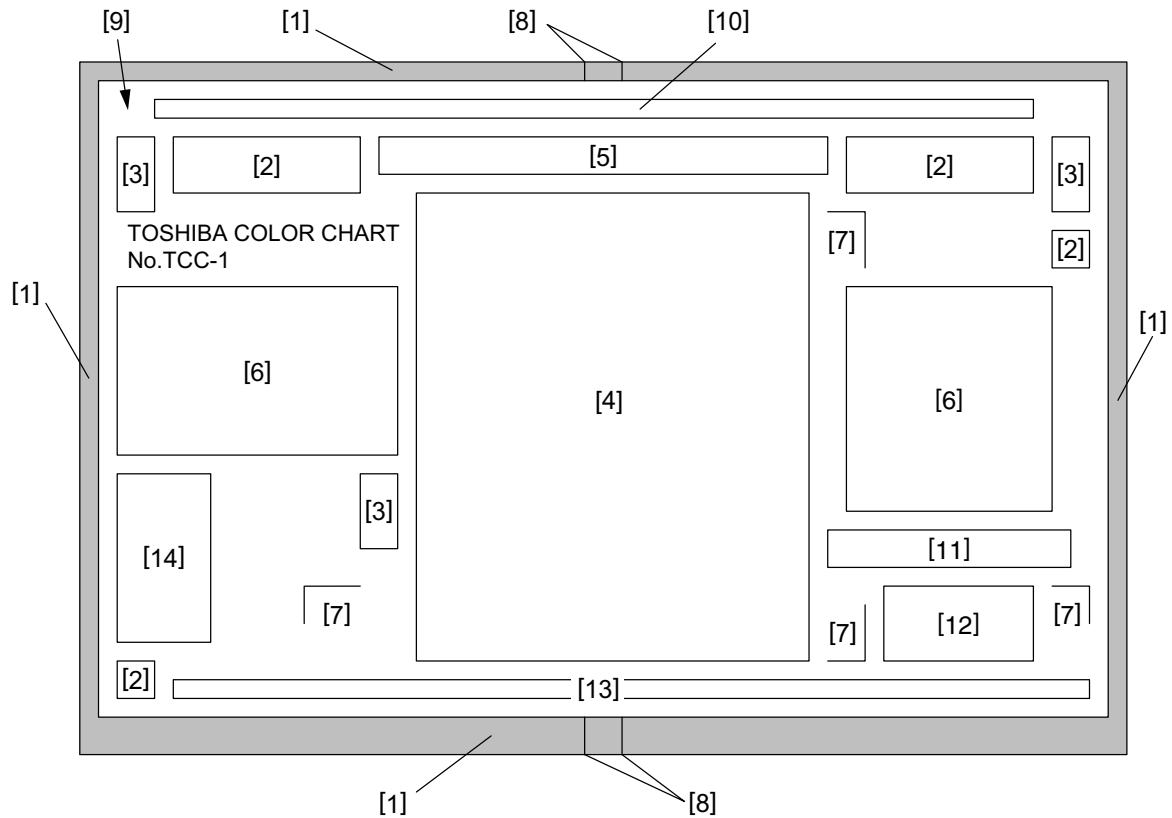 [9] [1] [8] [10]
[3] [2] [5] [2] [3]
TOSHIBA COLOR CHART
No.TCC-1
[7] [2]
[1] [1]
[6] [4] [6]
[3]
[14] [11]
[7] [7] [12] [7]
[2] [13]
[1] [8]